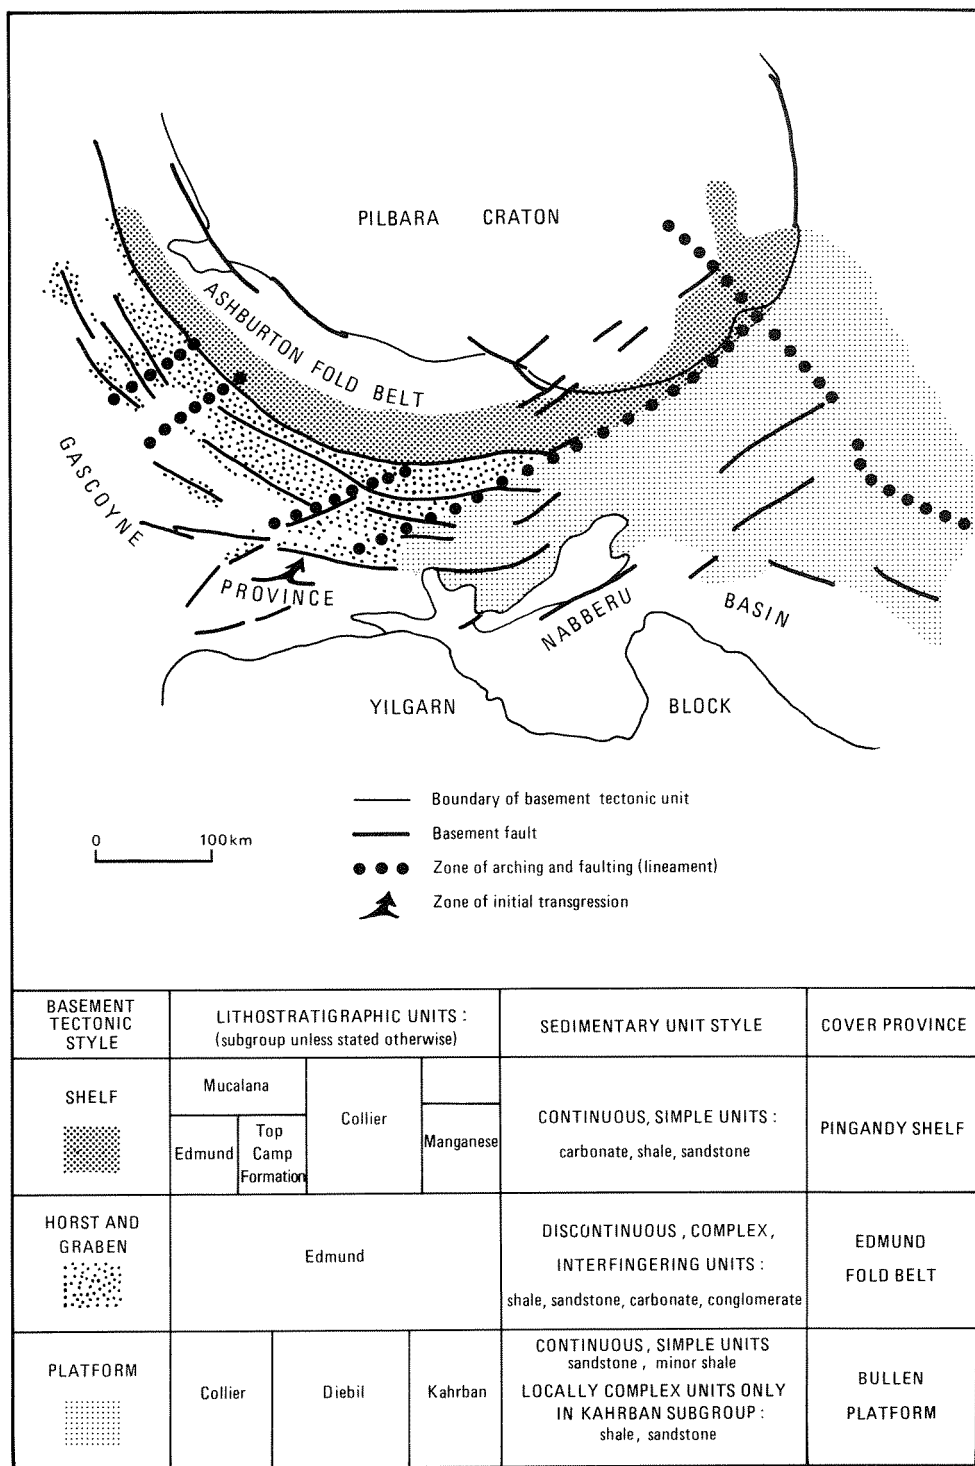 PILBARA CRATON
ASHBURTON FOLD BELT
GASCOYNE
PROVINCE
NABBERU
BASIN
YILGARN BLOCK
Boundary of basement tectonic unit
Basement fault
0 100km
Zone of arching and faulting (lineament)
Zone of initial transgression
BASEMENT
TECTONIC
STYLE
LITHOSTRATIGRAPHIC UNITS :
(subgroup unless stated otherwise)
SEDIMENTARY UNIT STYLE
COVER PROVINCE
SHELF
Mucalana
Edmund
Top
Camp
Formation
Collier
Manganese
CONTINUOUS, SIMPLE UNITS :
carbonate, shale, sandstone
PINGANDY SHELF
HORST AND
GRABEN
Edmund
DISCONTINUOUS , COMPLEX,
INTERFINGERING UNITS :
shale, sandstone, carbonate, conglomerate
EDMUND
FOLD BELT
PLATFORM
Collier
Diebil
Kahrban
CONTINUOUS, SIMPLE UNITS
sandstone , minor shale
LOCALLY COMPLEX UNITS ONLY
IN KAHRBAN SUBGROUP :
shale, sandstone
BULLEN
PLATFORM